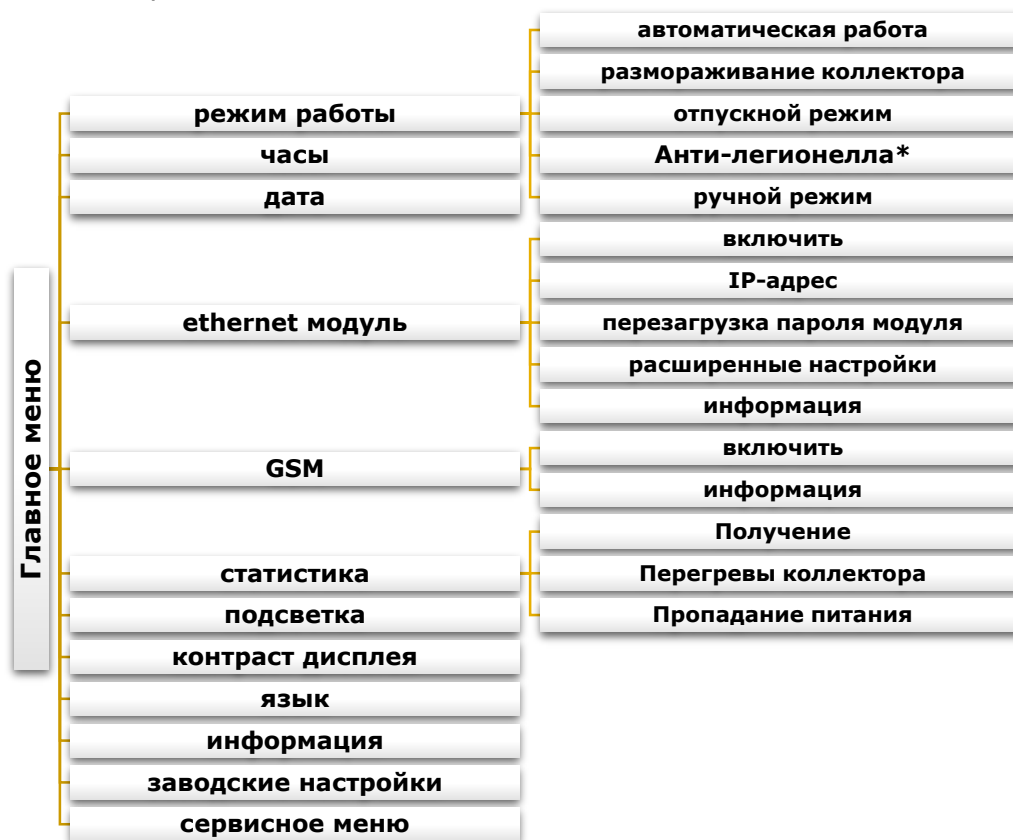 Главное меню
режим работы
автоматическая работа
размораживание коллектора
отпускной режим
Анти-легионелла*
ручной режим
часы
дата
ethernet модуль
включить
IP-адрес
перезагрузка пароля модуля
расширенные настройки
информация
GSM
включить
информация
статистика
Получение
Перегревы коллектора
Пропадание питания
подсветка
контраст дисплея
язык
информация
заводские настройки
сервисное меню